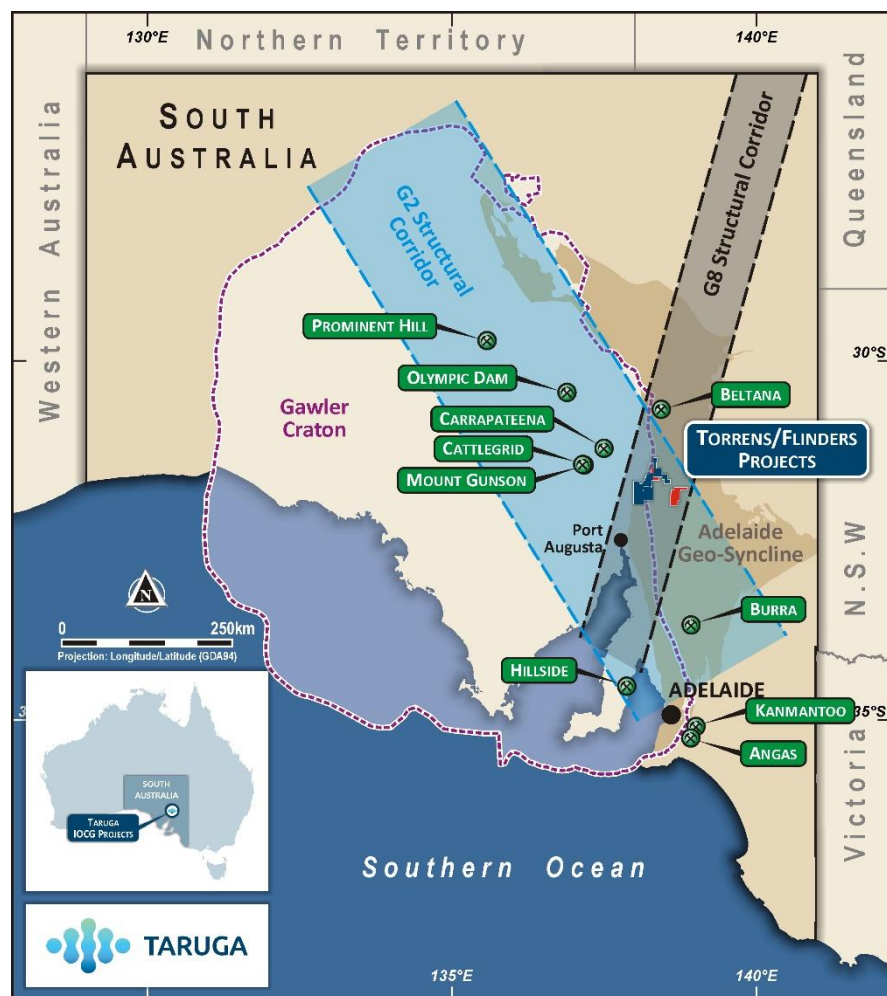 130°E
140°E
Northern Territory
Western Australia
Queensland
SOUTH
AUSTRALIA
G2 Structural
Corridor
G8 Structural Corridor
PROMINENT HILL
30°S
OLYMPIC DAM
BELTANA
Gawler
Craton
CARRAPATEENA
CATTLEGRID
MOUNT GUNSON
TORRENS/FLINDERS
PROJECTS
Port
Augusta
Adelaide
Geo-Syncline
N.S.W
N
0
250km
Projection: Longitude/Latitude (GDA94)
BURRA
HILLSIDE
ADELAIDE
KANMANTOO
35°S
ANGAS
Victoria
SOUTH
AUSTRALIA
TARUGA
IOCG PROJECTS
Southern Ocean
TARUGA
135°E
140°E